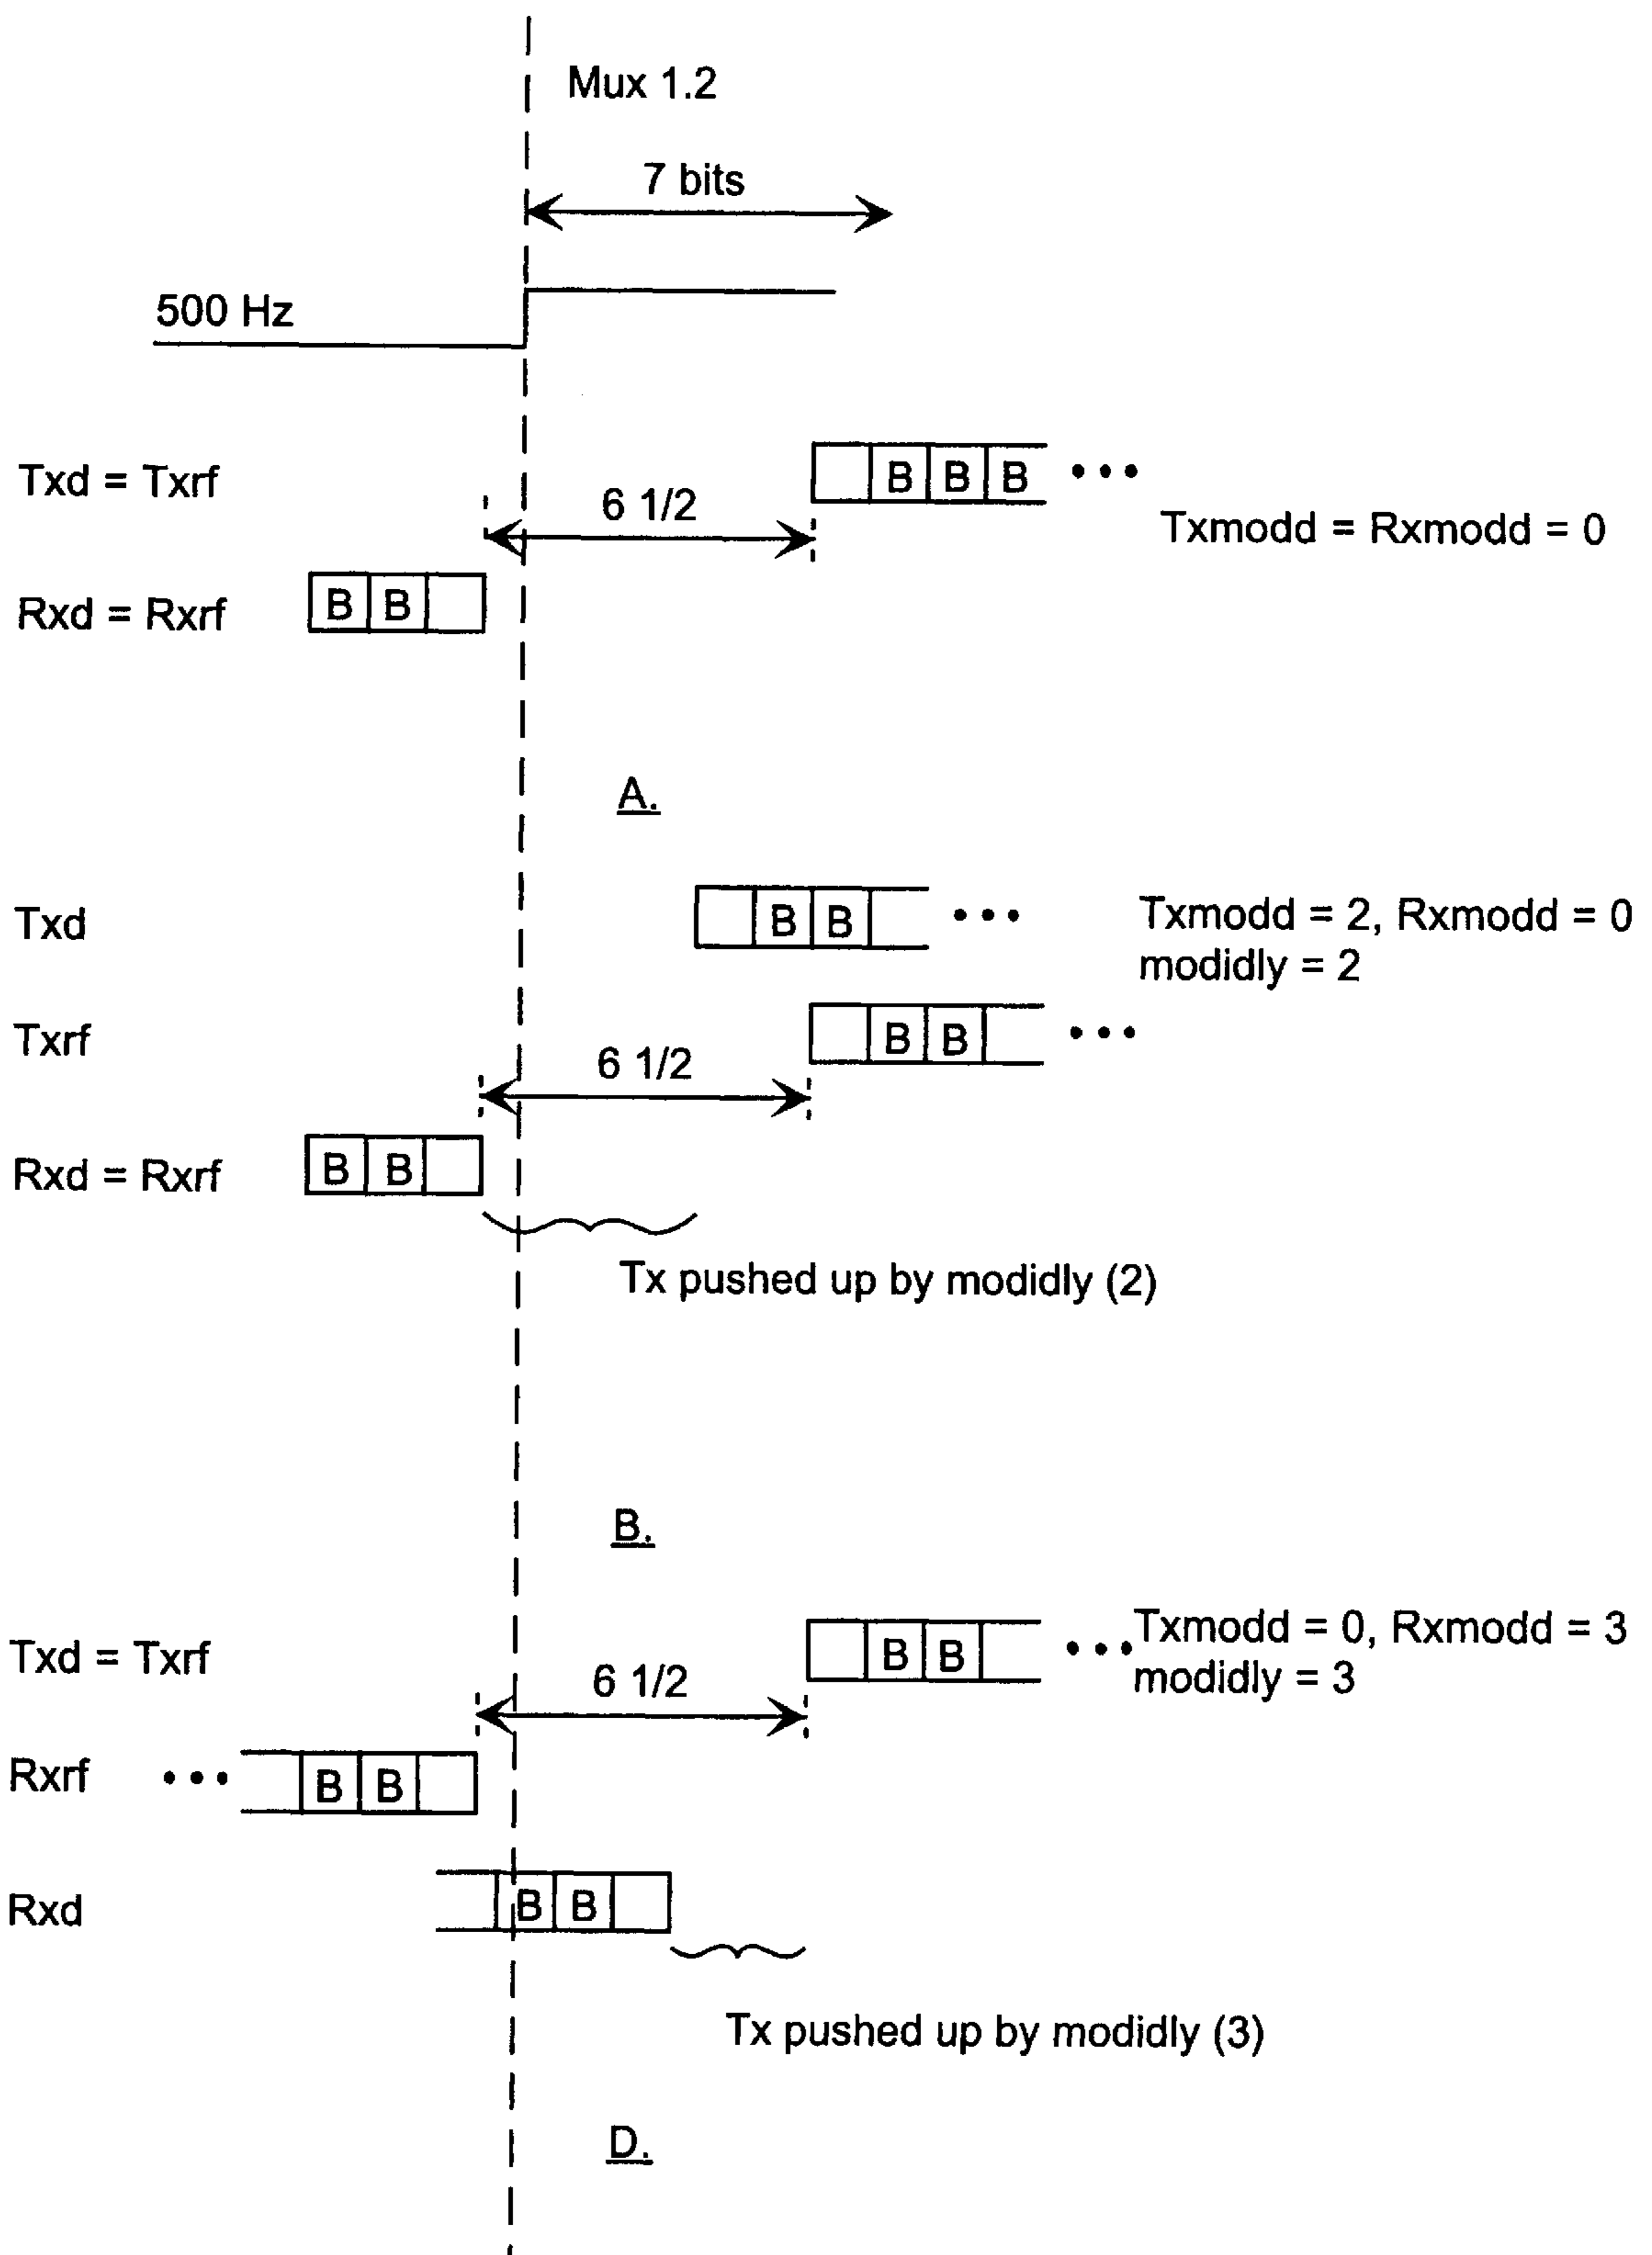 Mux 1.2
7 bits
500 Hz
Txd = Txrf
B B B •••
6 1/2
Txmodd = Rxmodd = 0
Rxd = Rxrf
B B
A.
Txd
B B •••
Txmodd = 2, Rxmodd = 0
modidly = 2
Txrf
B B •••
6 1/2
Rxd = Rxrf
B B
Tx pushed up by modidly (2)
B.
Txd = Txrf
B B •••
Txmodd = 0, Rxmodd = 3
modidly = 3
6 1/2
Rxrf
••• B B
Rxd
B B
Tx pushed up by modidly (3)
D.